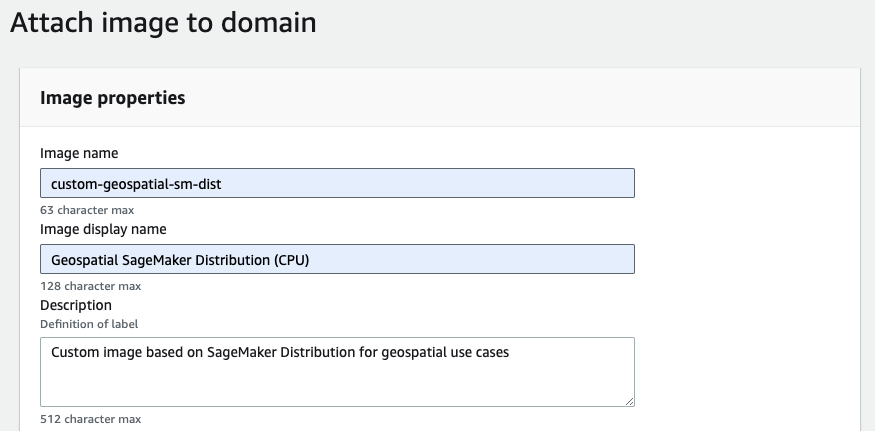 Attach image to domain
Image properties
Image name
custom-geospatial-sm-dist
63 character max
Image display name
Geospatial SageMaker Distribution (CPU)
128 character max
Description
Definition of label
Custom image based on SageMaker Distribution for geospatial use cases
512 character max